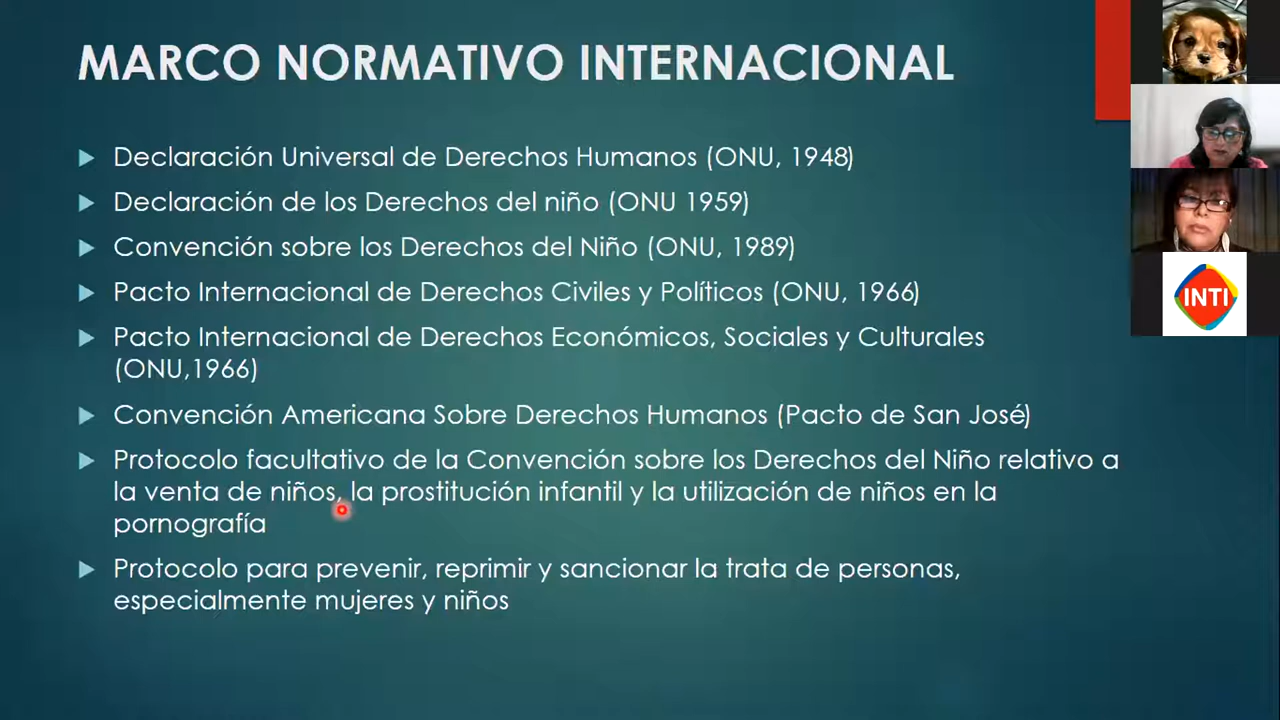 MARCO NORMATIVO INTERNACIONAL
Declaración Universal de Derechos Humanos (ONU, 1948)
Declaración de los Derechos del niño (ONU 1959)
Convención sobre los Derechos del Niño (ONU, 1989)
Pacto Internacional de Derechos Civiles y Políticos (ONU, 1966)
Pacto Internacional de Derechos Económicos, Sociales y Culturales
(ONU,1966)
Convención Americana Sobre Derechos Humanos (Pacto de San José)
Protocolo facultativo de la Convención sobre los Derechos del Niño relativo a
la venta de niños, la prostitución infantil y la utilización de niños en la
pornografía
Protocolo para prevenir, reprimir y sancionar la trata de personas,
especialmente mujeres y niños
INTI